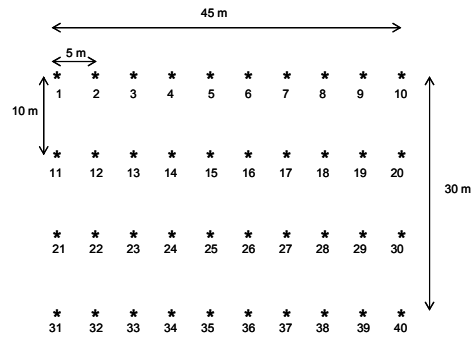 45 m
5 m
* * * * * * * * * *
1 2 3 4 5 6 7 8 9 10
10 m
* * * * * * * * * *
11 12 13 14 15 16 17 18 19 20
30 m
* * * * * * * * * *
21 22 23 24 25 26 27 28 29 30
* * * * * * * * * *
31 32 33 34 35 36 37 38 39 40